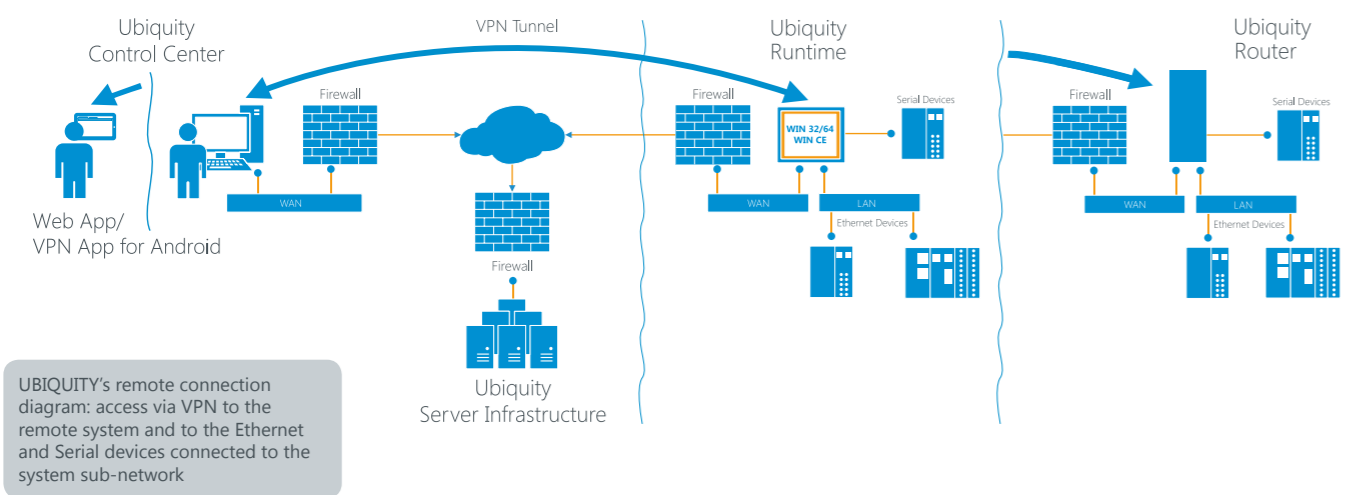 Ubiquity
Control Center
VPN Tunnel
Ubiquity
Runtime
Ubiquity
Router
Firewall
Firewall
Serial Devices
Firewall
Serial Devices
WIN 32/64
WIN CE
WAN
WAN
LAN
WAN
LAN
Web App/
VPN App for Android
Ethernet Devices
Ethernet Devices
Firewall
Ubiquity
Server Infrastructure
UBIQUITY’s remote connection
diagram: access via VPN to the
remote system and to the Ethernet
and Serial devices connected to the
system sub-network